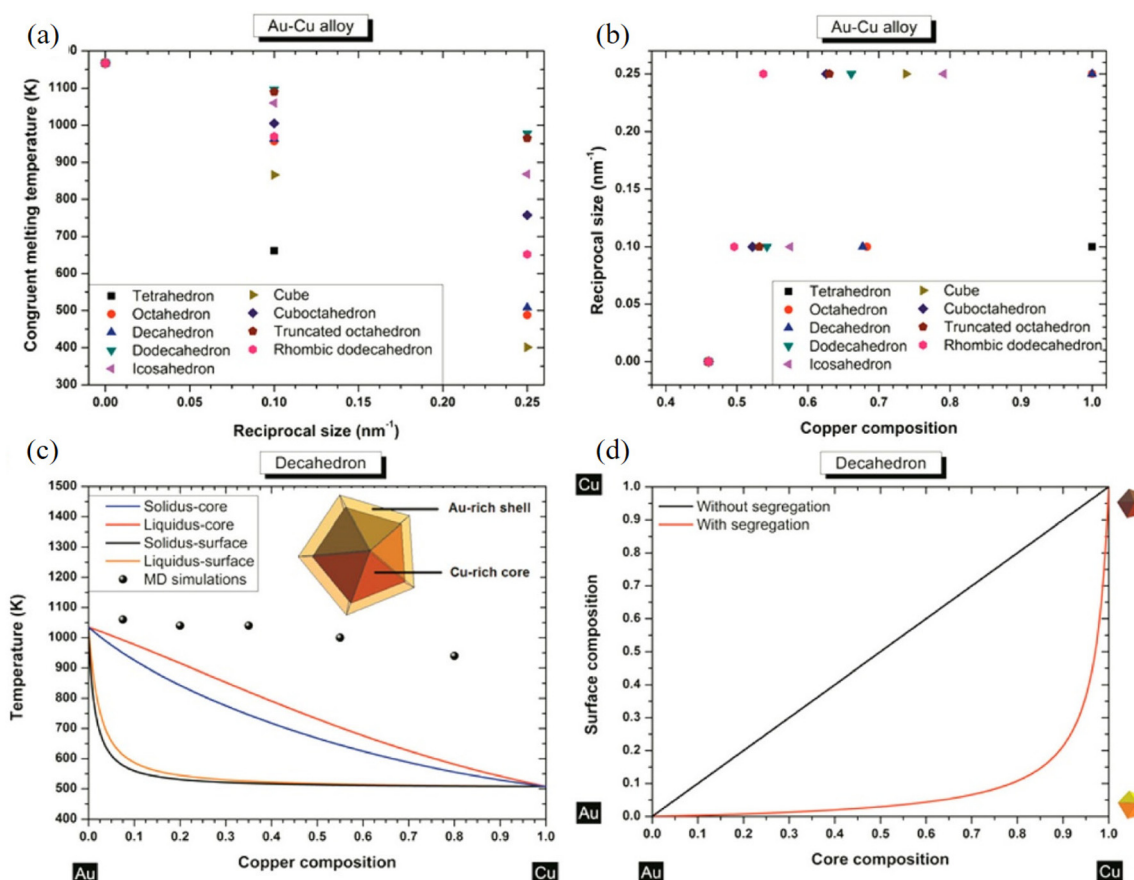 (a)
Au-Cu alloy
Congruent melting temperature (K)
1100
1000
900
800
700
600
500
400
300
Tetrahedron
Octahedron
Decahedron
Dodecahedron
Icosahedron
Cube
Cuboctahedron
Truncated octahedron
Rhombic dodecahedron
0.00 0.05 0.10 0.15 0.20 0.25
Reciprocal size (nm⁻¹)
(b)
Au-Cu alloy
Reciprocal size (nm⁻¹)
0.25
0.20
0.15
0.10
0.05
0.00
Tetrahedron
Octahedron
Decahedron
Dodecahedron
Icosahedron
Cube
Cuboctahedron
Truncated octahedron
Rhombic dodecahedron
0.4 0.5 0.6 0.7 0.8 0.9 1.0
Copper composition
(c)
Decahedron
Temperature (K)
1500
1400
1300
1200
1100
1000
900
800
700
600
500
400
Solidus-core
Liquidus-core
Solidus-surface
Liquidus-surface
MD simulations
Au-rich shell
Cu-rich core
0.0 0.1 0.2 0.3 0.4 0.5 0.6 0.7 0.8 0.9 1.0
Copper composition
Au
Cu
(d)
Decahedron
Cu
Surface composition
1.0
0.9
0.8
0.7
0.6
0.5
0.4
0.3
0.2
0.1
0.0
Without segregation
With segregation
Au
0.0 0.1 0.2 0.3 0.4 0.5 0.6 0.7 0.8 0.9 1.0
Core composition
Au
Cu